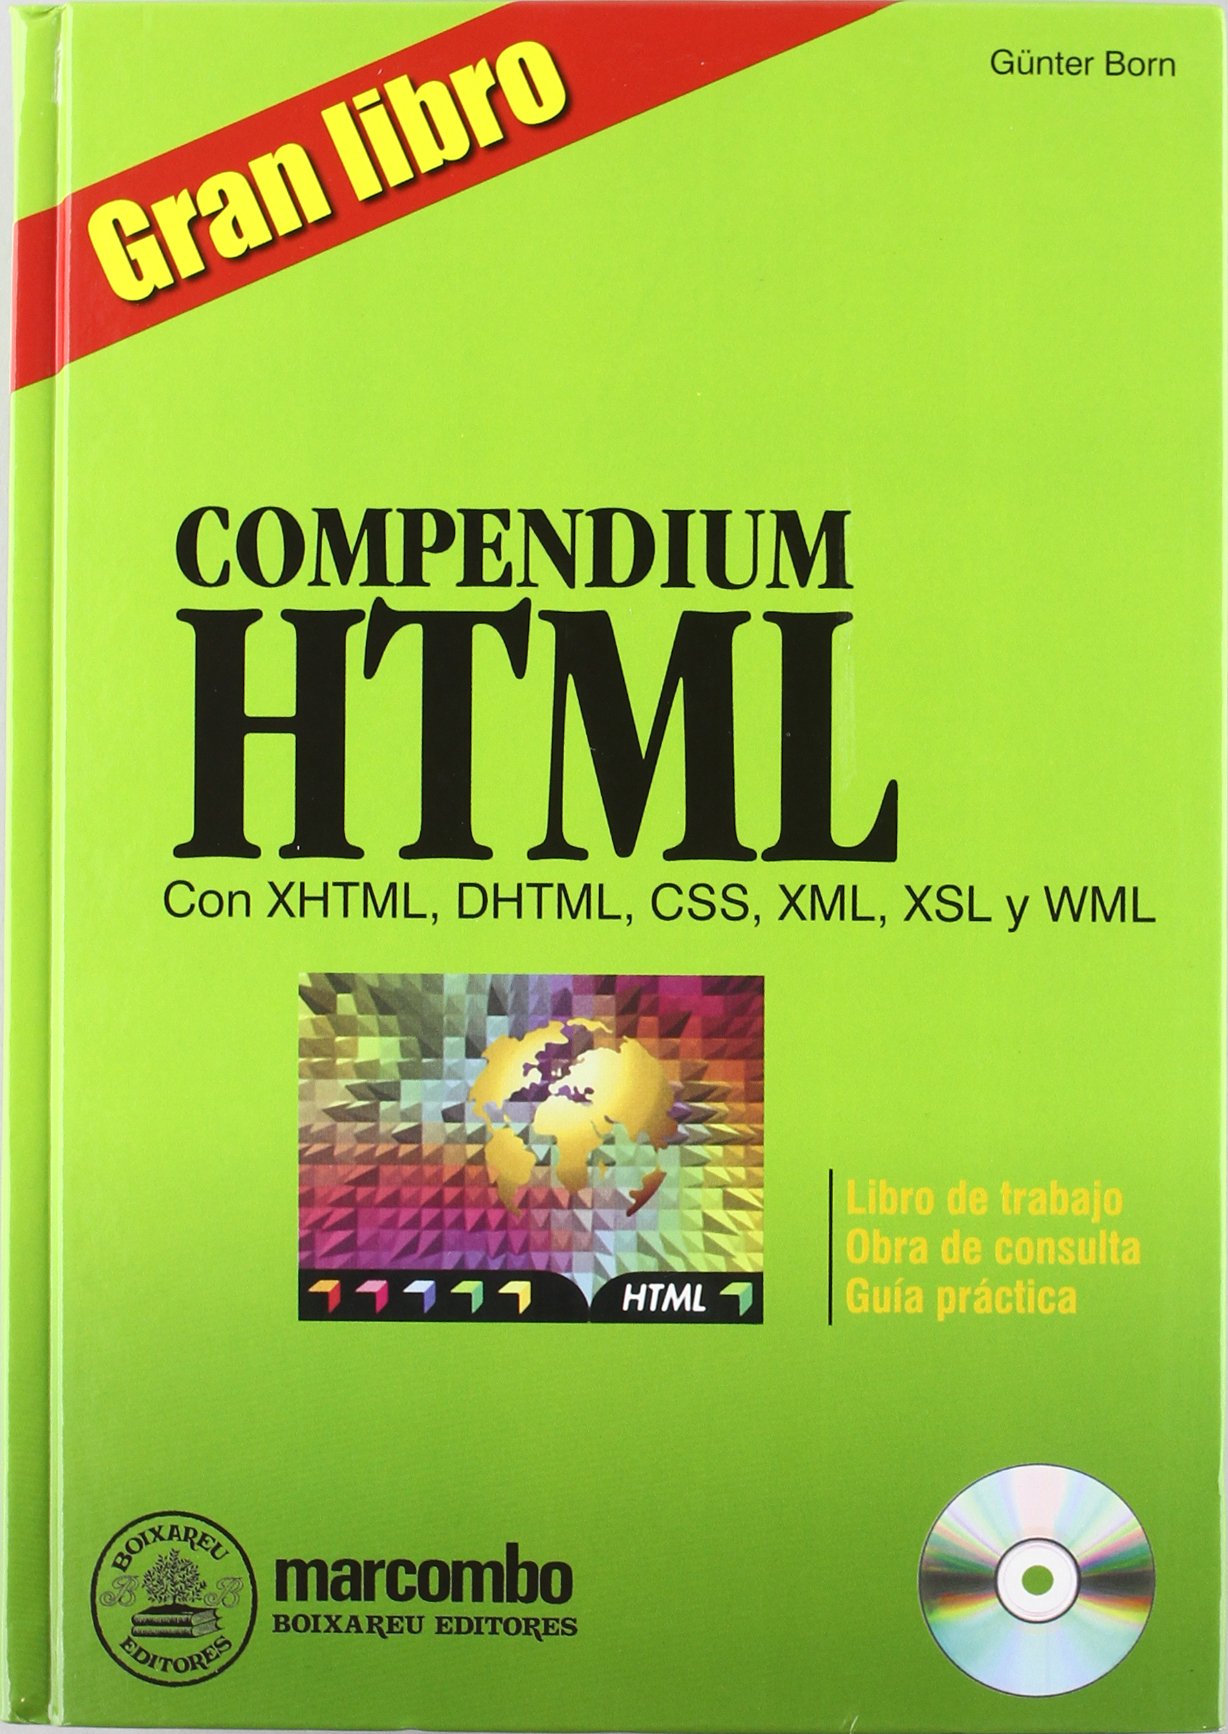 Günter Born
Gran libro
COMPENDIUM
HTML
Con XHTML, DHTML, CSS, XML, XSL y WML
HTML
Libro de trabajo
Obra de consulta
Guía práctica
BOIXAREU
B B
EDITORES
marcombo
BOIXAREU EDITORES